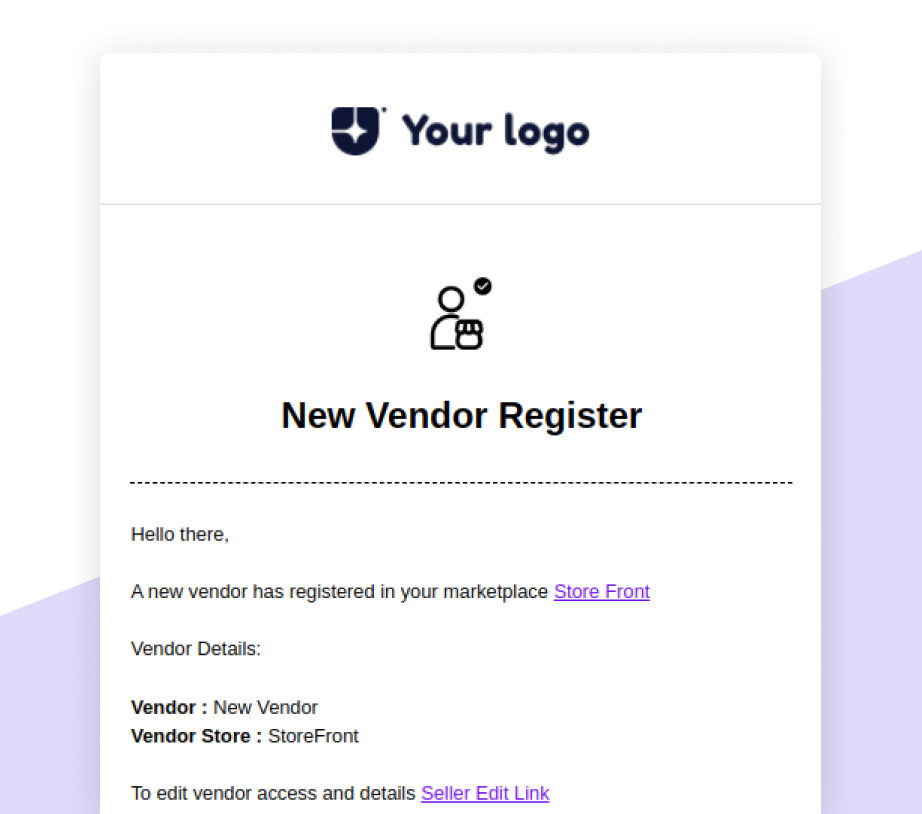 Your logo
New Vendor Register
Hello there,
A new vendor has registered in your marketplace Store Front
Vendor Details:
Vendor : New Vendor
Vendor Store : StoreFront
To edit vendor access and details Seller Edit Link